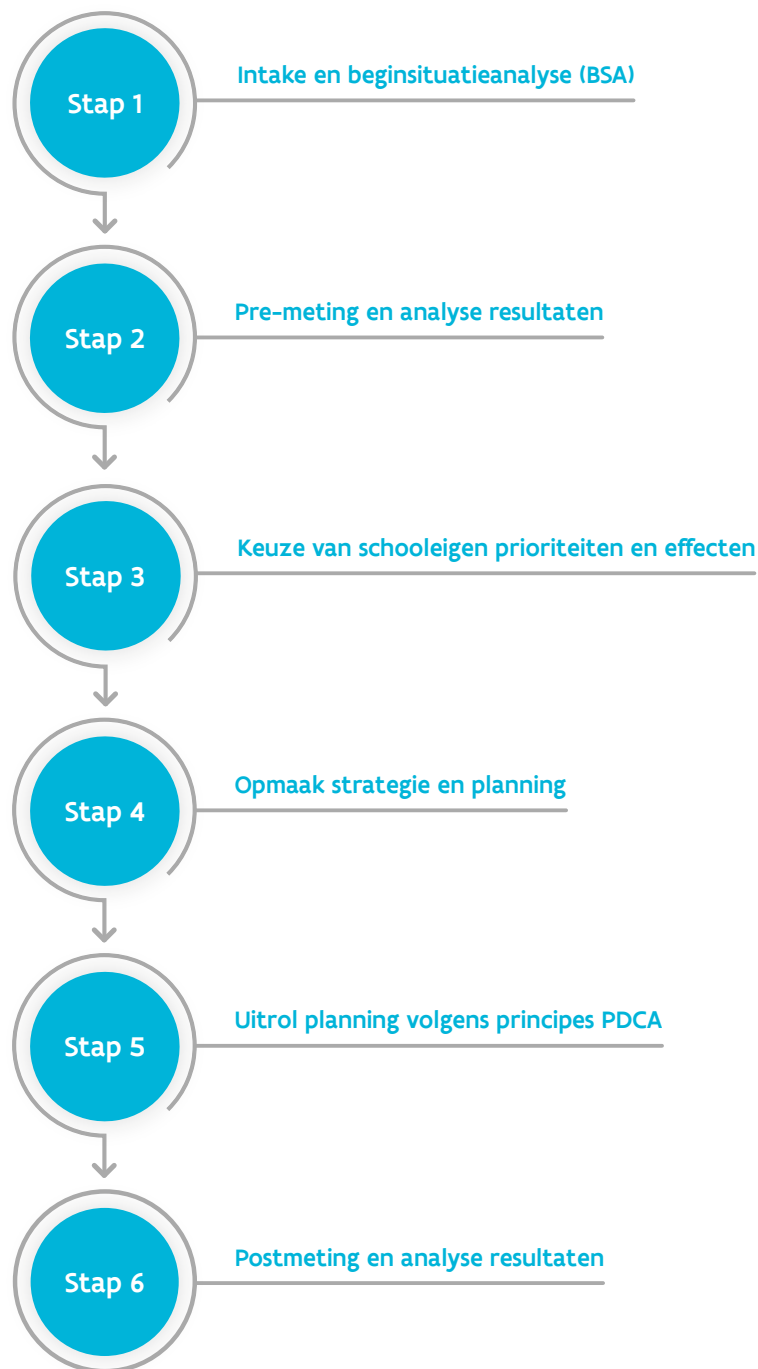 Stap 1
Intake en beginsituatieanalyse (BSA)
Stap 2
Pre-meting en analyse resultaten
Stap 3
Keuze van schooleigen prioriteiten en effecten
Stap 4
Opmaak strategie en planning
Stap 5
Uitrol planning volgens principes PDCA
Stap 6
Postmeting en analyse resultaten